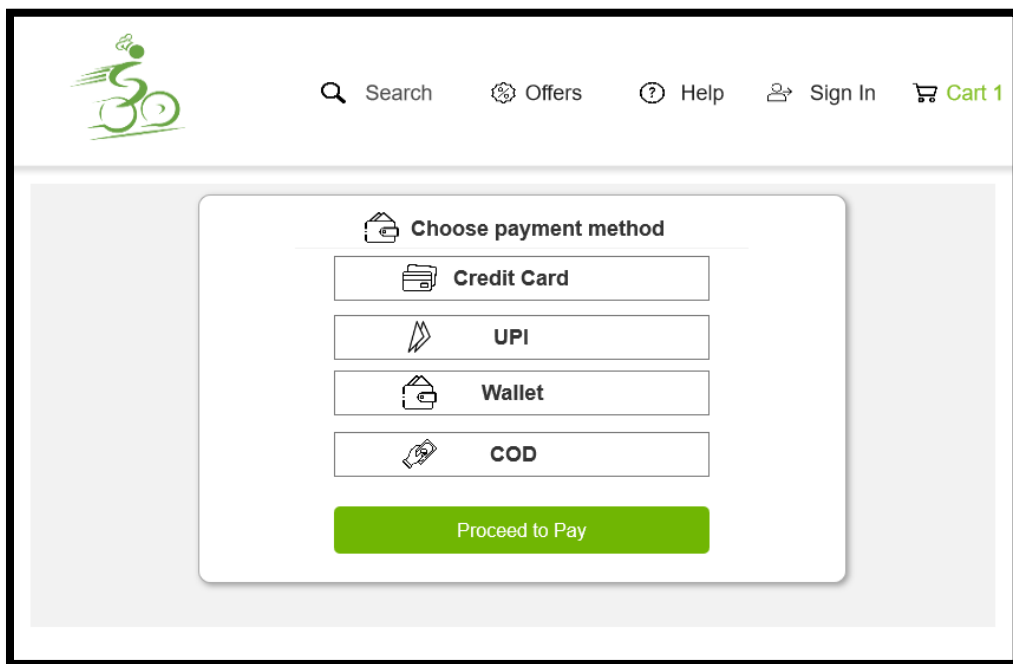 Search Offers Help Sign In Cart 1
Choose payment method
Credit Card
UPI
Wallet
COD
Proceed to Pay